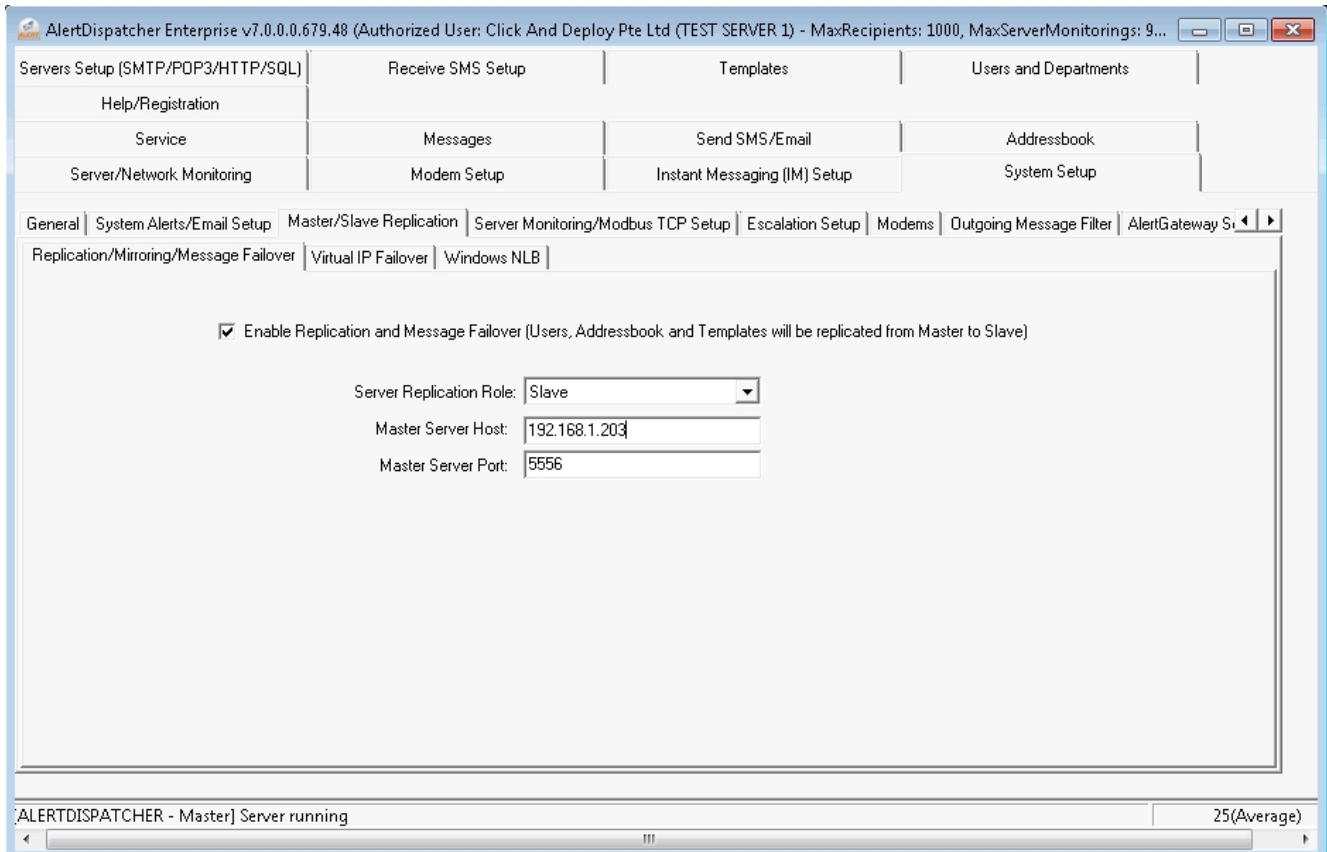 AlertDispatcher Enterprise v7.0.0.0.679.48 (Authorized User: Click And Deploy Pte Ltd (TEST SERVER 1) - MaxRecipients: 1000, MaxServerMonitorings: 9...
Servers Setup (SMTP/POP3/HTTP/SQL) Receive SMS Setup Templates Users and Departments
Help/Registration
Service Messages Send SMS/Email Addressbook
Server/Network Monitoring Modem Setup Instant Messaging (IM) Setup System Setup
General System Alerts/Email Setup Master/Slave Replication Server Monitoring/Modbus TCP Setup Escalation Setup Modems Outgoing Message Filter AlertGateway
Replication/Mirroring/Message Failover Virtual IP Failover Windows NLB
Enable Replication and Message Failover (Users, Addressbook and Templates will be replicated from Master to Slave)
Server Replication Role: Slave
Master Server Host: 192.168.1.203
Master Server Port: 5556
[ALERTDISPATCHER - Master] Server running 25(Average)